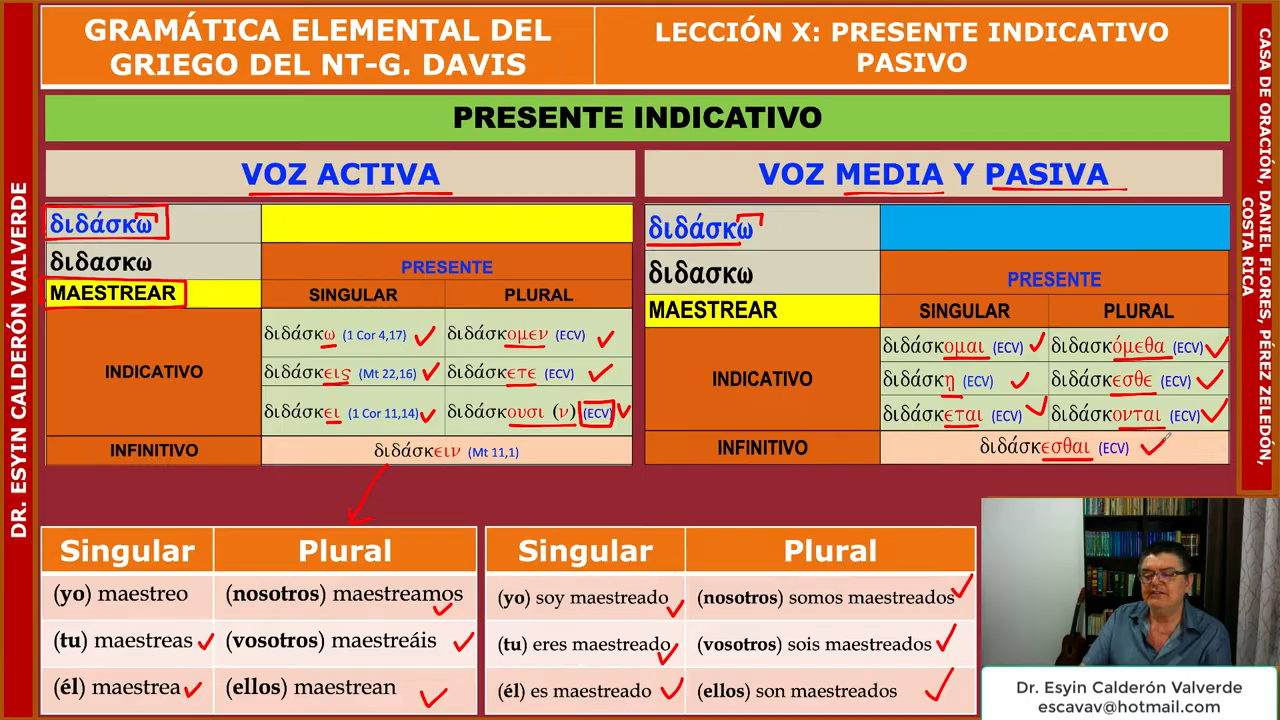 GRAMÁTICA ELEMENTAL DEL
GRIEGO DEL NT-G. DAVIS
LECCIÓN X: PRESENTE INDICATIVO
PASIVO
DR. ESYIN CALDERÓN VALVERDE
CASA DE ORACIÓN, DANIEL FLORES, PÉREZ ZELEDÓN,
COSTA RICA
PRESENTE INDICATIVO
VOZ ACTIVA
διδάσκω
διδασκω
MAESTREAR
PRESENTE
SINGULAR
PLURAL
INDICATIVO
διδάσκω (1 Cor 4,17)
διδάσκομεν (ECV)
διδάσκεις (Mt 22,16)
διδάσκετε (ECV)
διδάσκει (1 Cor 11,14)
διδάσκουσι (ν) (ECV)
INFINITIVO
διδάσκειν (Mt 11,1)
VOZ MEDIA Y PASIVA
διδάσκω
διδασκω
MAESTREAR
PRESENTE
SINGULAR
PLURAL
INDICATIVO
διδάσκομαι (ECV)
διδασκόμεθα (ECV)
διδάσκῃ (ECV)
διδάσκεσθε (ECV)
διδάσκεται (ECV)
διδάσκονται (ECV)
INFINITIVO
διδάσκεσθαι (ECV)
Singular
Plural
(yo) maestreo
(nosotros) maestreamos
(tu) maestreas
(vosotros) maestreáis
(él) maestrea
(ellos) maestrean
Singular
Plural
(yo) soy maestreado
(nosotros) somos maestreados
(tu) eres maestreado
(vosotros) sois maestreados
(él) es maestreado
(ellos) son maestreados
Dr. Esyin Calderón Valverde
escavav@hotmail.com